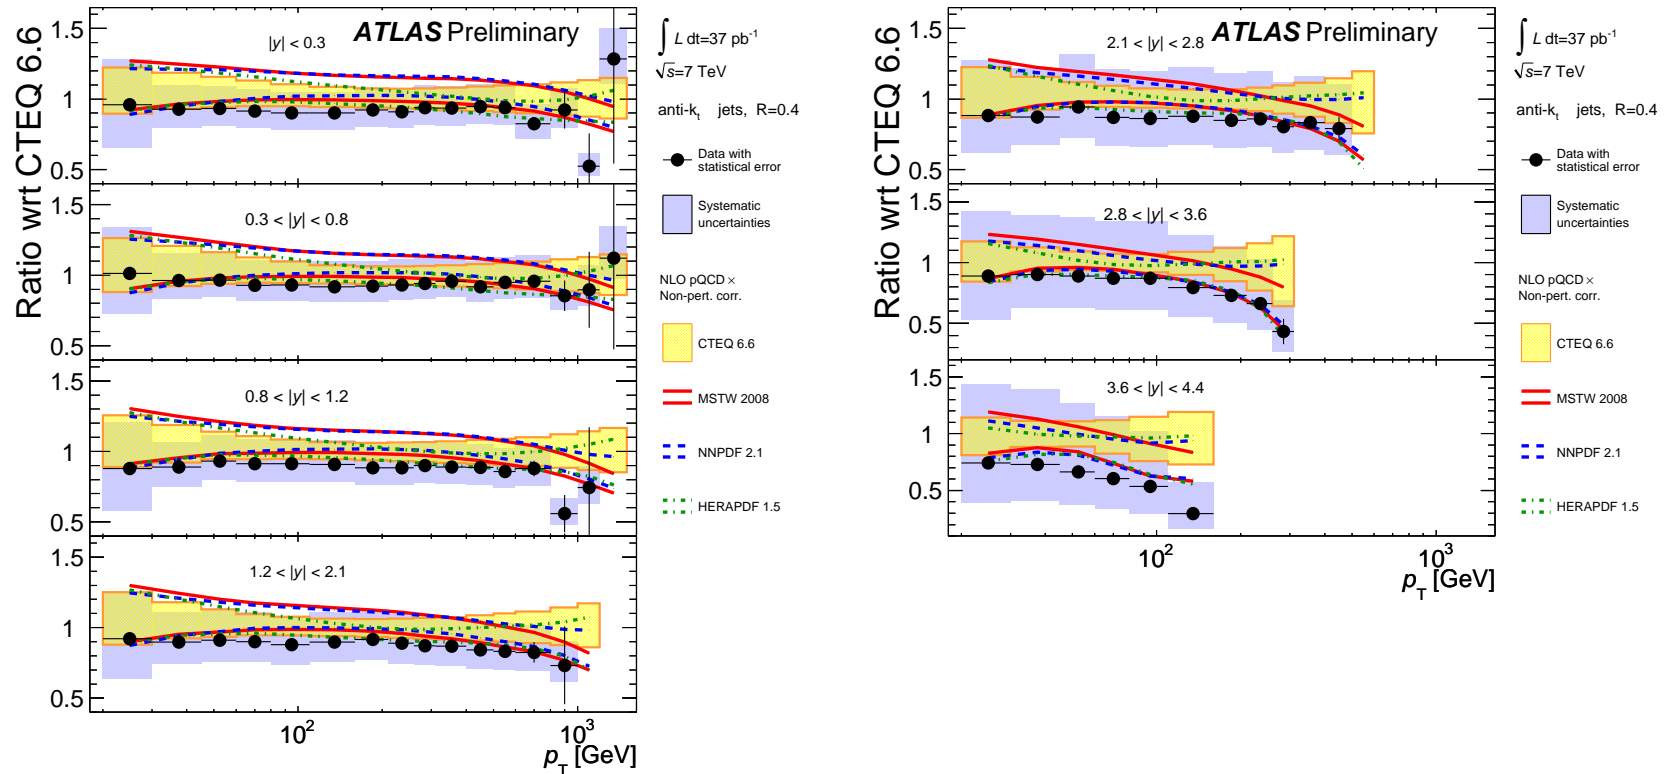 Ratio wrt CTEQ 6.6
ATLAS Preliminary
|y| < 0.3
1.5
1
0.5
0.3 < |y| < 0.8
1.5
1
0.5
0.8 < |y| < 1.2
1.5
1
0.5
1.2 < |y| < 2.1
1.5
1
0.5
10²
10³
p_T [GeV]
∫ L dt=37 pb⁻¹
√s=7 TeV
anti-k_t jets, R=0.4
Data with
statistical error
Systematic
uncertainties
NLO pQCD ×
Non-pert. corr.
CTEQ 6.6
MSTW 2008
NNPDF 2.1
HERAPDF 1.5
Ratio wrt CTEQ 6.6
ATLAS Preliminary
2.1 < |y| < 2.8
1.5
1
0.5
2.8 < |y| < 3.6
1.5
1
0.5
3.6 < |y| < 4.4
1.5
1
0.5
10²
10³
p_T [GeV]
∫ L dt=37 pb⁻¹
√s=7 TeV
anti-k_t jets, R=0.4
Data with
statistical error
Systematic
uncertainties
NLO pQCD ×
Non-pert. corr.
CTEQ 6.6
MSTW 2008
NNPDF 2.1
HERAPDF 1.5